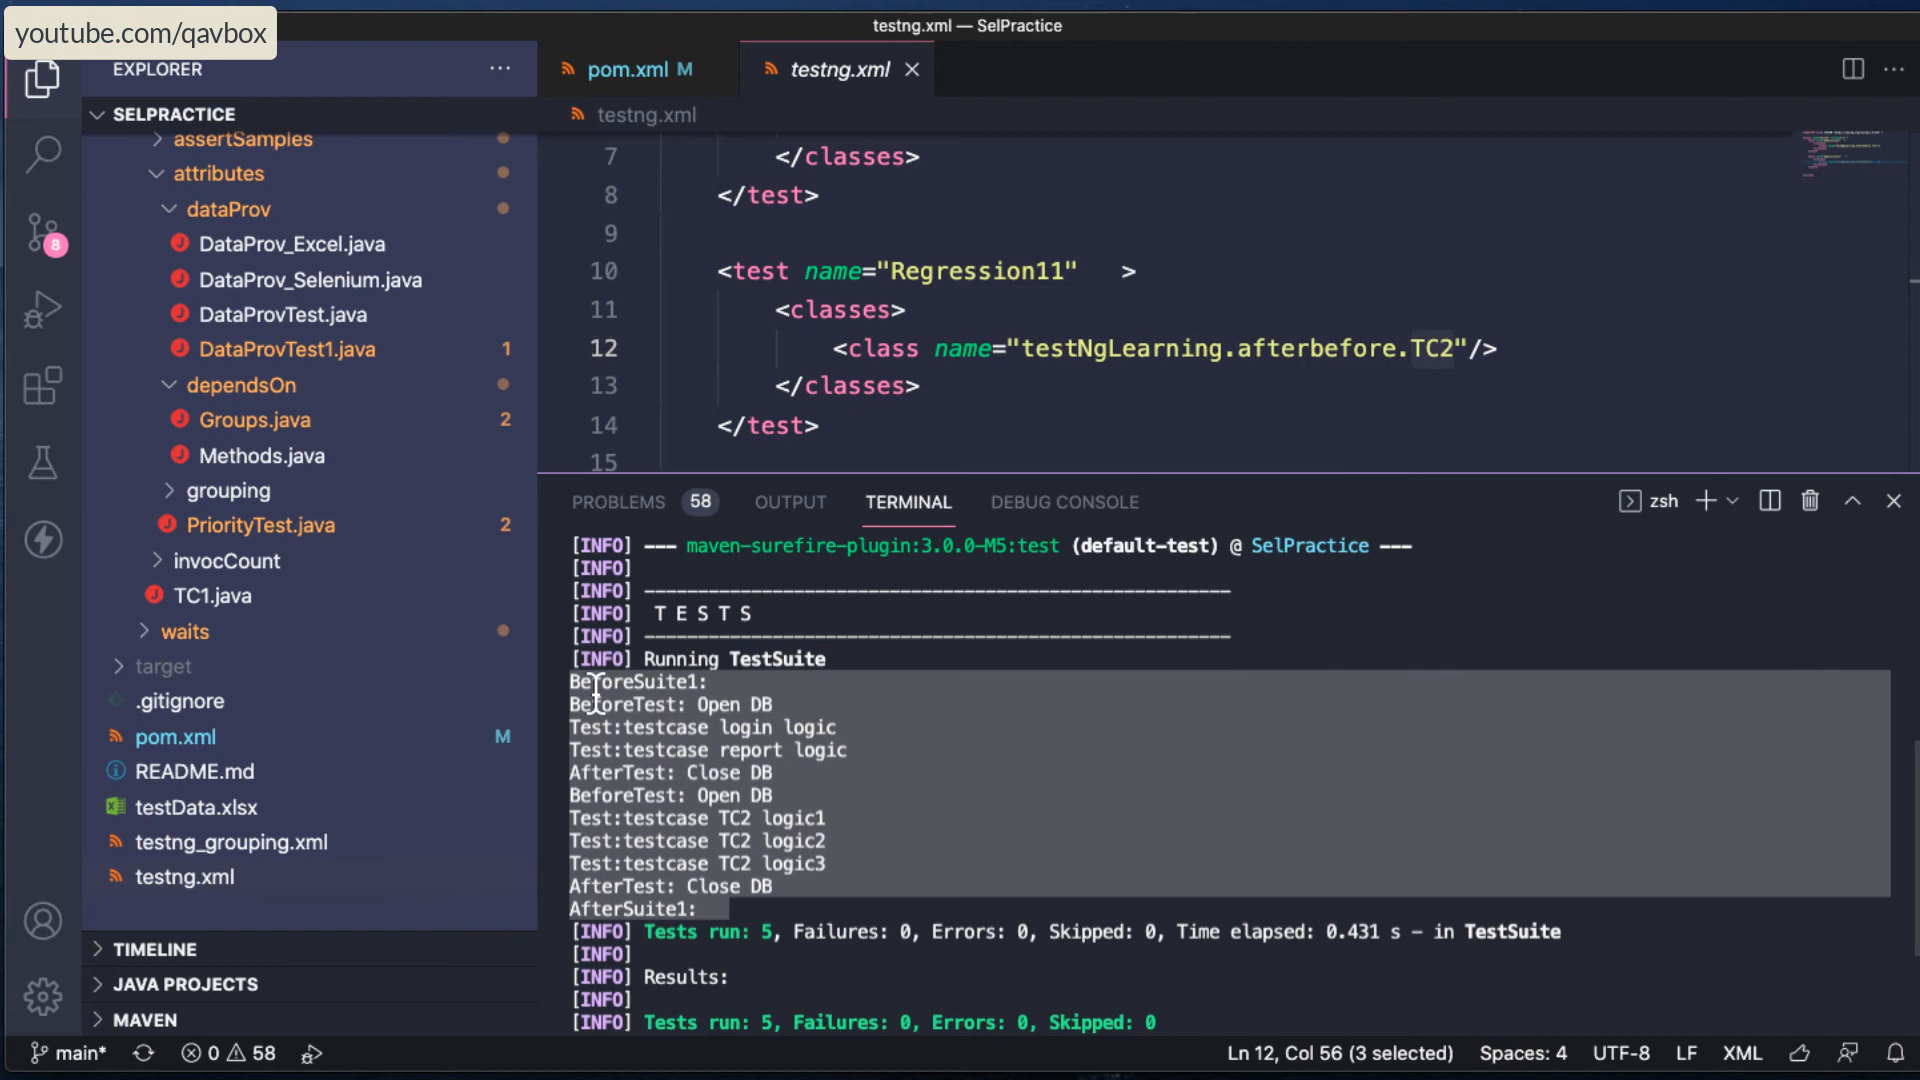 youtube.com/qavbox
testng.xml — SelPractice
EXPLORER
SELPRACTICE
assertSamples
attributes
dataProv
DataProv_Excel.java
DataProv_Selenium.java
DataProvTest.java
DataProvTest1.java 1
dependsOn
Groups.java 2
Methods.java
grouping
PriorityTest.java 2
invocCount
TC1.java
waits
target
.gitignore
pom.xml M
README.md
testData.xlsx
testng_grouping.xml
testng.xml
TIMELINE
JAVA PROJECTS
MAVEN
8
pom.xml M
testng.xml
testng.xml
7 </classes>
8 </test>
9
10 <test name="Regression11" >
11 <classes>
12 <class name="testNgLearning.afterbefore.TC2"/>
13 </classes>
14 </test>
15
PROBLEMS 58 OUTPUT TERMINAL DEBUG CONSOLE
zsh
[INFO] --- maven-surefire-plugin:3.0.0-M5:test (default-test) @ SelPractice ---
[INFO]
[INFO] -------------------------------------------------------
[INFO]  T E S T S
[INFO] -------------------------------------------------------
[INFO] Running TestSuite
BeforeSuite1:
BeforeTest: Open DB
Test:testcase login logic
Test:testcase report logic
AfterTest: Close DB
BeforeTest: Open DB
Test:testcase TC2 logic1
Test:testcase TC2 logic2
Test:testcase TC2 logic3
AfterTest: Close DB
AfterSuite1:
[INFO] Tests run: 5, Failures: 0, Errors: 0, Skipped: 0, Time elapsed: 0.431 s - in TestSuite
[INFO]
[INFO] Results:
[INFO]
[INFO] Tests run: 5, Failures: 0, Errors: 0, Skipped: 0
main* 0 58
Ln 12, Col 56 (3 selected) Spaces: 4 UTF-8 LF XML